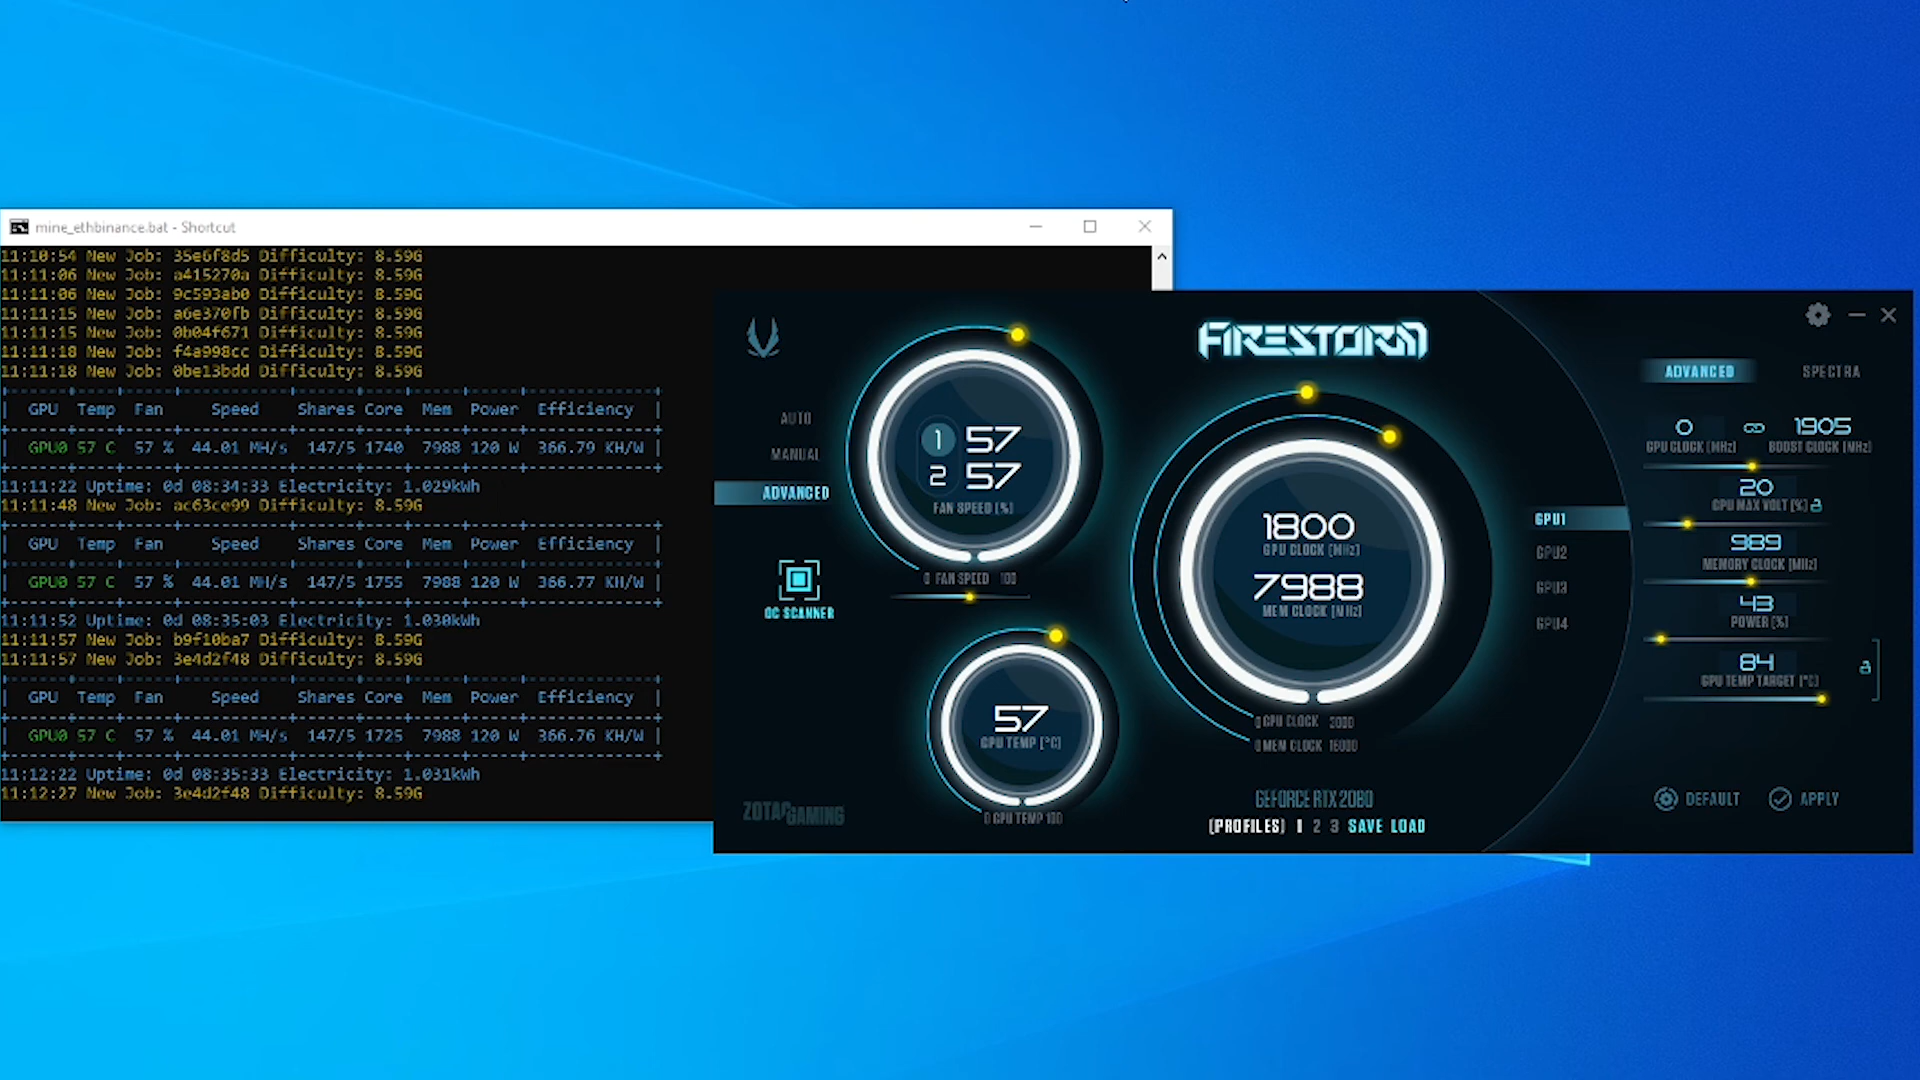 mine_ethbinance.bat - Shortcut
11:10:54 New Job: 35e6f8d5 Difficulty: 8.59G
11:11:06 New Job: a415270a Difficulty: 8.59G
11:11:06 New Job: 9c593ab0 Difficulty: 8.59G
11:11:15 New Job: a6e370fb Difficulty: 8.59G
11:11:15 New Job: 0b04f671 Difficulty: 8.59G
11:11:18 New Job: f4a998cc Difficulty: 8.59G
11:11:18 New Job: 0be13bdd Difficulty: 8.59G
GPU Temp Fan Speed Shares Core Mem Power Efficiency
GPU0 57 C 57 % 44.01 MH/s 147/5 1740 7988 120 W 366.79 KH/W
11:11:22 Uptime: 0d 08:34:33 Electricity: 1.029kWh
11:11:48 New Job: ac63ce99 Difficulty: 8.59G
GPU Temp Fan Speed Shares Core Mem Power Efficiency
GPU0 57 C 57 % 44.01 MH/s 147/5 1755 7988 120 W 366.77 KH/W
11:11:52 Uptime: 0d 08:35:03 Electricity: 1.030kWh
11:11:57 New Job: b9f10ba7 Difficulty: 8.59G
11:11:57 New Job: 3e4d2f48 Difficulty: 8.59G
GPU Temp Fan Speed Shares Core Mem Power Efficiency
GPU0 57 C 57 % 44.01 MH/s 147/5 1725 7988 120 W 366.76 KH/W
11:12:22 Uptime: 0d 08:35:33 Electricity: 1.031kWh
11:12:27 New Job: 3e4d2f48 Difficulty: 8.59G
AUTO
MANUAL
ADVANCED
OC SCANNER
ZOTAC GAMING
1 57
2 57
FAN SPEED [%]
0 FAN SPEED 100
57
GPU TEMP [°C]
0 GPU TEMP 100
FIRESTORM
1800
GPU CLOCK [MHz]
7988
MEM CLOCK [MHz]
0 GPU CLOCK 3000
0 MEM CLOCK 16000
GEFORCE RTX 2080
[PROFILES] 1 2 3 SAVE LOAD
GPU1
GPU2
GPU3
GPU4
ADVANCED SPECTRA
0 1905
GPU CLOCK [MHz] BOOST CLOCK [MHz]
20
GPU MAX VOLT [%]
989
MEMORY CLOCK [MHz]
43
POWER [%]
84
GPU TEMP TARGET [°C]
DEFAULT APPLY